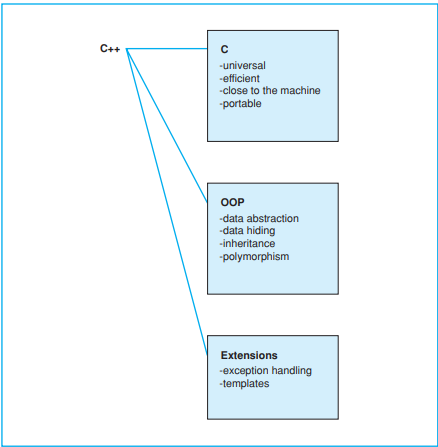 C++
C
-universal
-efficient
-close to the machine
-portable
OOP
-data abstraction
-data hiding
-inheritance
-polymorphism
Extensions
-exception handling
-templates